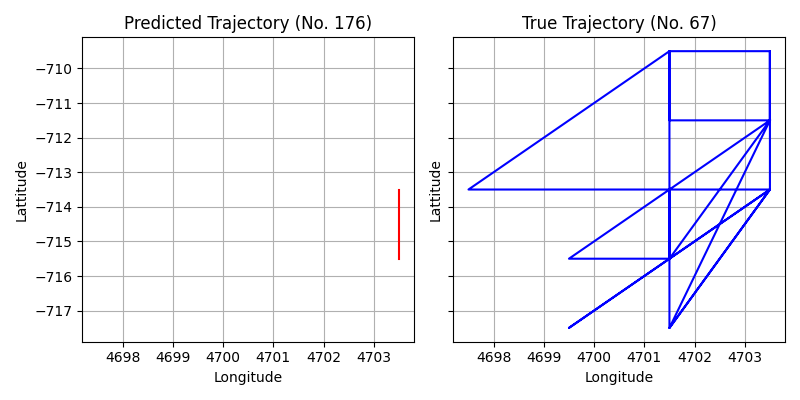 Predicted Trajectory (No. 176)
True Trajectory (No. 67)
−710
−711
−712
−713
−714
−715
−716
−717
Lattitude
Lattitude
4698 4699 4700 4701 4702 4703
4698 4699 4700 4701 4702 4703
Longitude
Longitude